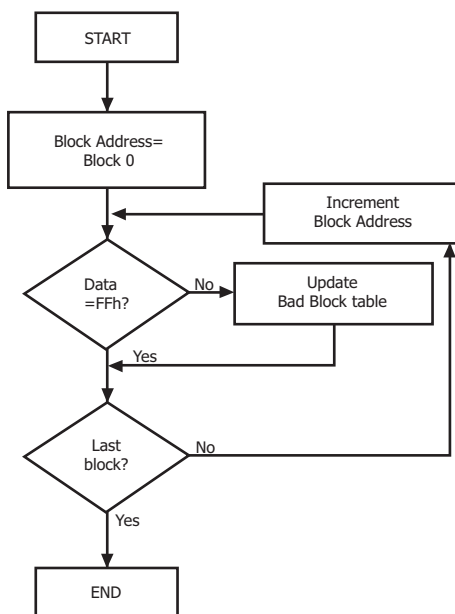 START
Block Address=
Block 0
Increment
Block Address
Data
=FFh?
No
Update
Bad Block table
Yes
Last
block?
No
Yes
END